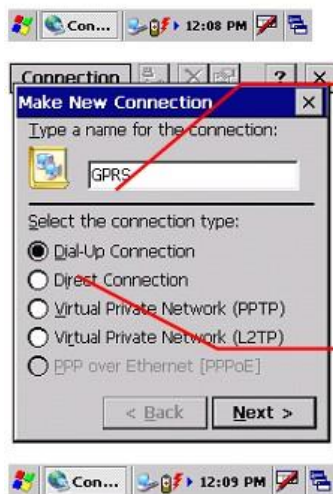 Con... 12:08 PM
Connection ? X
Make New Connection X
Type a name for the connection:
GPRS
Select the connection type:
Dial-Up Connection
Direct Connection
Virtual Private Network (PPTP)
Virtual Private Network (L2TP)
PPP over Ethernet [PPPoE]
< Back Next >
Con... 12:09 PM